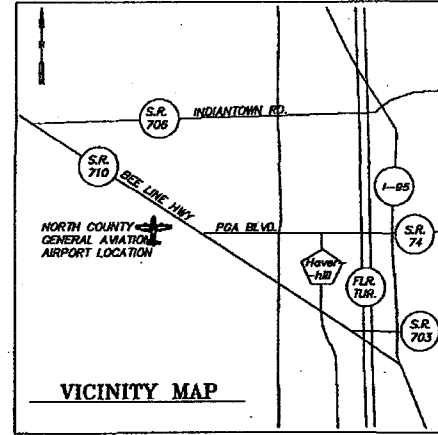 S.R.
706
INDIANTOWN RD.
S.R.
710
BEE LINE HWY
I-95
NORTH COUNTY
GENERAL AVIATION
AIRPORT LOCATION
PGA BLVD.
S.R.
74
Haver-
hill
FLR.
TUR.
S.R.
703
VICINITY MAP